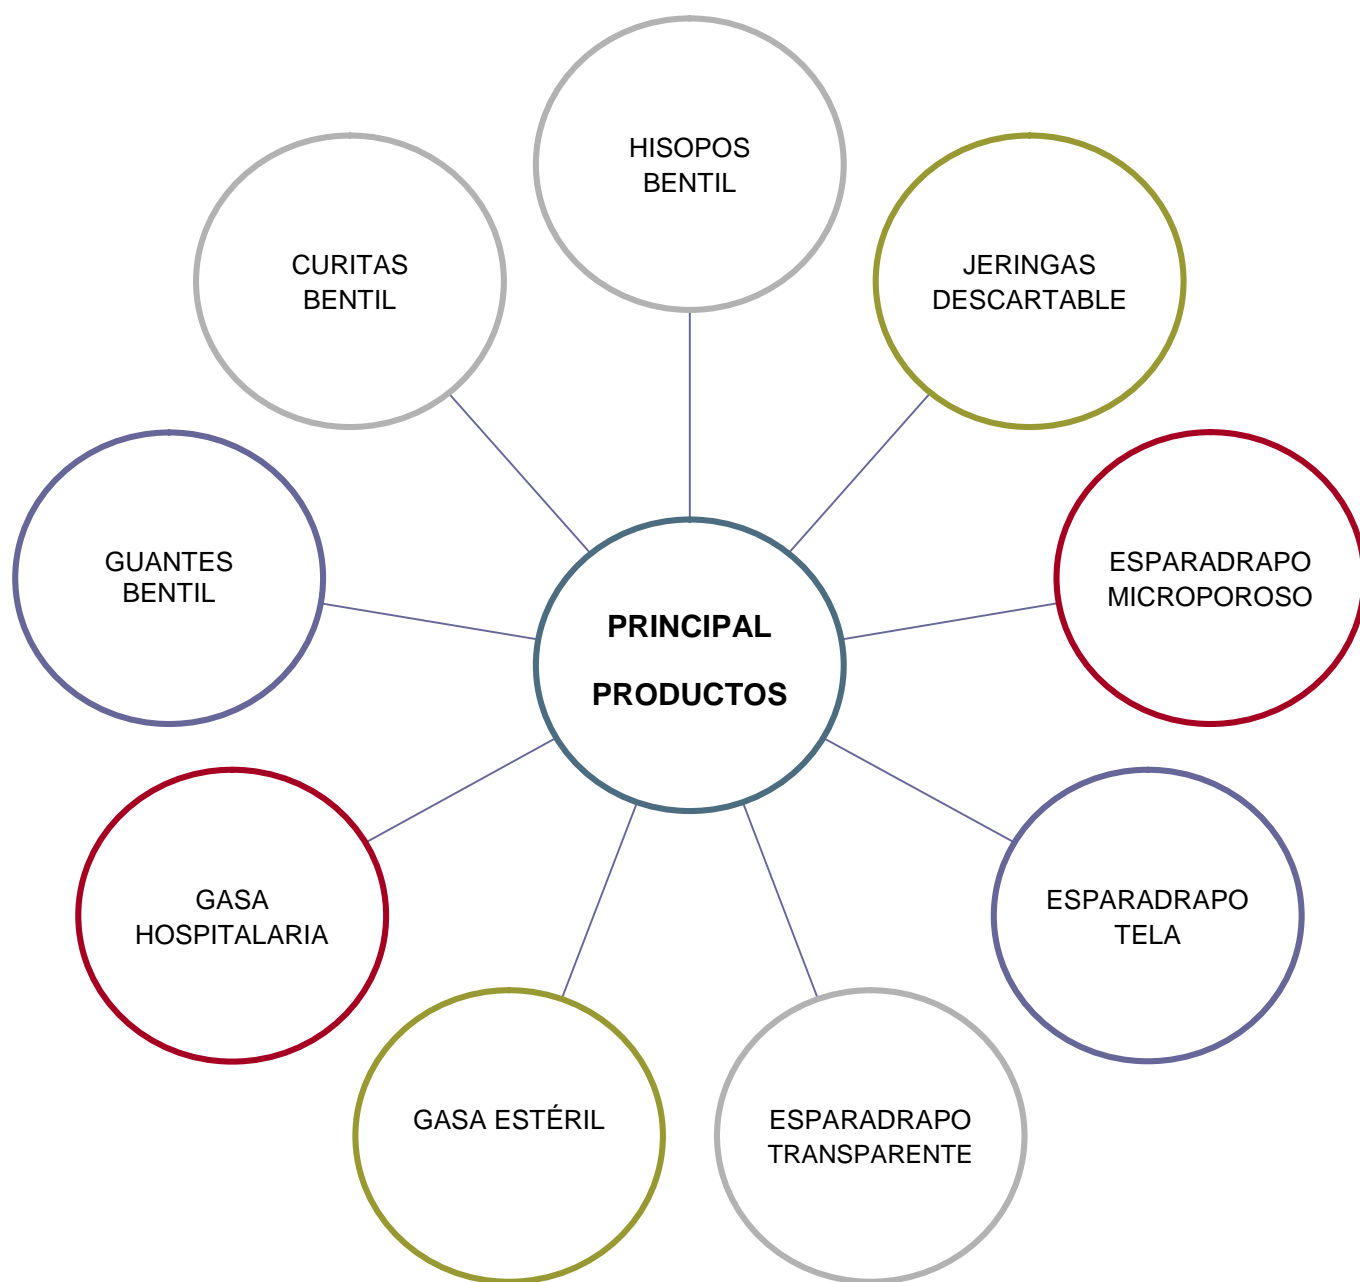 HISOPOS
BENTIL
JERINGAS
DESCARTABLE
ESPARADRAPO
MICROPOROSO
ESPARADRAPO
TELA
ESPARADRAPO
TRANSPARENTE
GASA ESTÉRIL
GASA
HOSPITALARIA
GUANTES
BENTIL
CURITAS
BENTIL
PRINCIPAL
PRODUCTOS